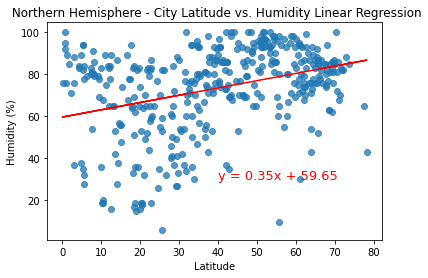 Northern Hemisphere - City Latitude vs. Humidity Linear Regression
100
80
60
40
20
Humidity (%)
y = 0.35x + 59.65
0 10 20 30 40 50 60 70 80
Latitude